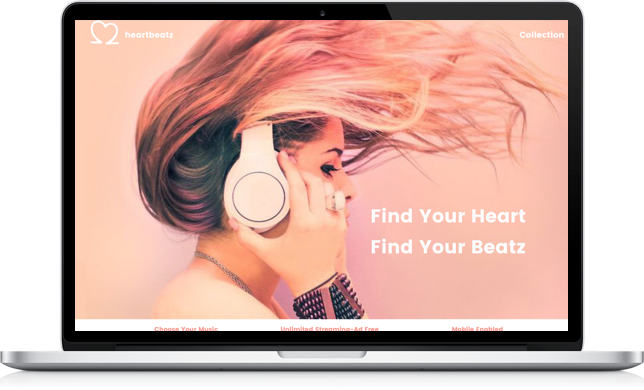 heartbeatz
Collection
Find Your Heart
Find Your Beatz
Choose Your Music
Unlimited Streaming-Ad Free
Mobile Enabled